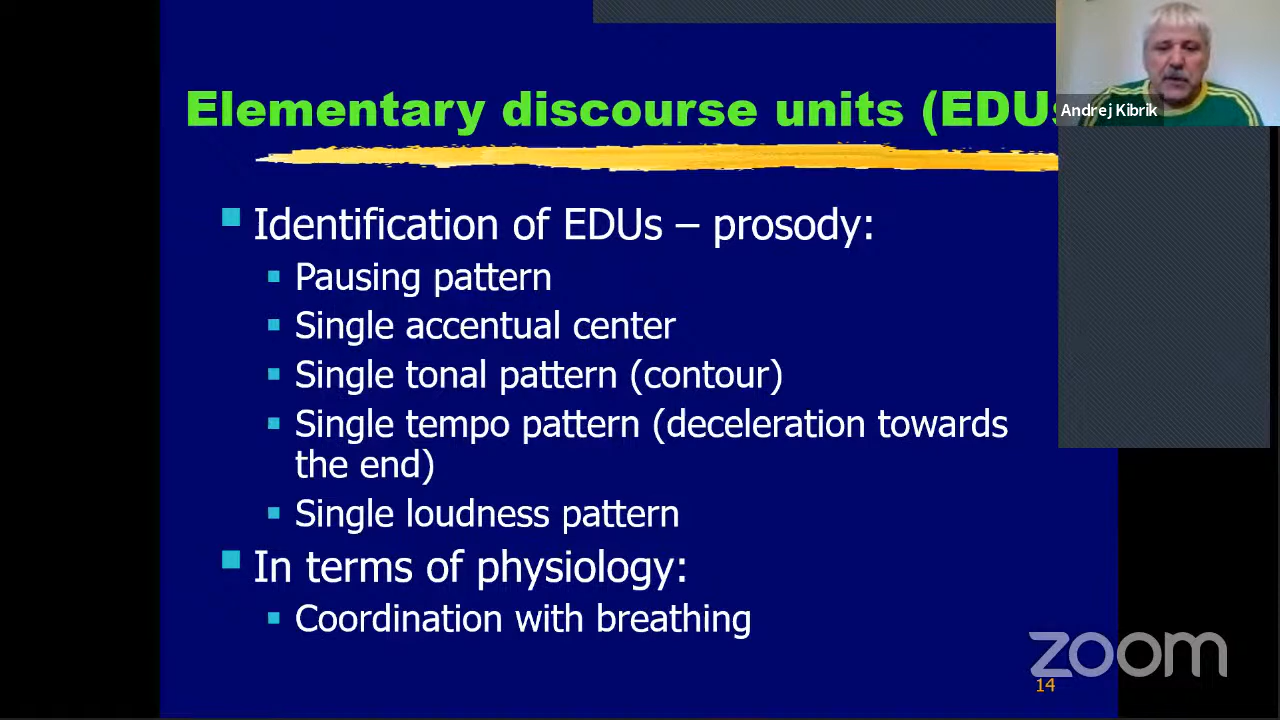 Elementary discourse units (EDUs
Andrej Kibrik
Identification of EDUs – prosody:
Pausing pattern
Single accentual center
Single tonal pattern (contour)
Single tempo pattern (deceleration towards
the end)
Single loudness pattern
In terms of physiology:
Coordination with breathing
zoom
14